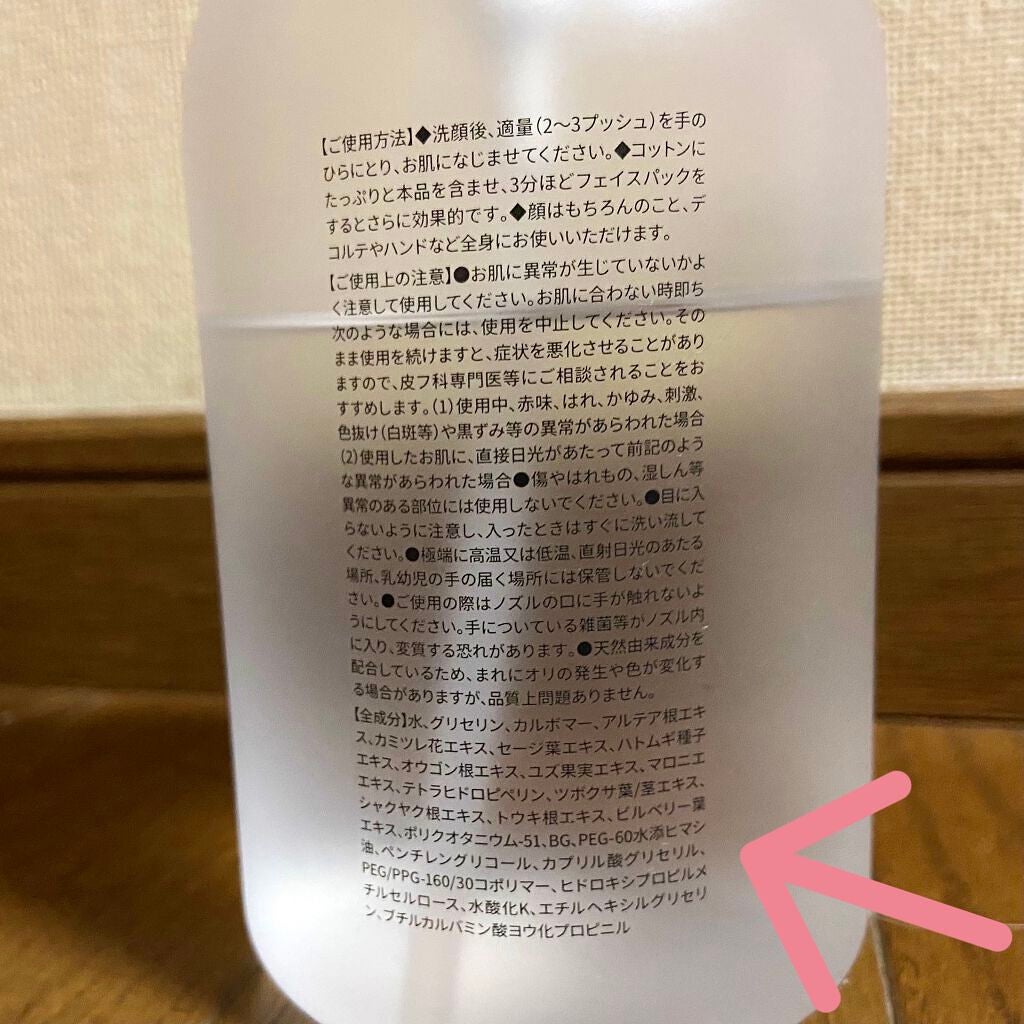 【ご使用方法】◆洗顔後、適量(2〜3プッシュ)を手の
ひらにとり、お肌になじませてください。◆コットンに
たっぷりと本品を含ませ、3分ほどフェイスパックを
するとさらに効果的です。◆顔はもちろんのこと、デ
コルテやハンドなど全身にお使いいただけます。
【ご使用上の注意】●お肌に異常が生じていないかよ
く注意して使用してください。お肌に合わない時即ち
次のような場合には、使用を中止してください。その
まま使用を続けますと、症状を悪化させることがあり
ますので、皮フ科専門医等にご相談されることをお
すすめします。(1)使用中、赤味、はれ、かゆみ、刺激、
色抜け(白斑等)や黒ずみ等の異常があらわれた場合
(2)使用したお肌に、直接日光があたって前記のよう
な異常があらわれた場合●傷やはれもの、湿しん等
異常のある部位には使用しないでください。●目に入
らないように注意し、入ったときはすぐに洗い流して
ください。●極端に高温又は低温、直射日光のあたる
場所、乳幼児の手の届く場所には保管しないでくだ
さい。●ご使用の際はノズルの口に手が触れないよ
うにしてください。手についている雑菌等がノズル内
に入り、変質する恐れがあります。●天然由来成分を
配合しているため、まれにオリの発生や色が変化す
る場合がありますが、品質上問題ありません。
【全成分】水、グリセリン、カルボマー、アルテア根エキ
ス、カミツレ花エキス、セージ葉エキス、ハトムギ種子
エキス、オウゴン根エキス、ユズ果実エキス、マロニエ
エキス、テトラヒドロピペリン、ツボクサ葉/茎エキス、
シャクヤク根エキス、トウキ根エキス、ビルベリー葉
エキス、ポリクオタニウム-51、BG、PEG-60水添ヒマシ
油、ペンチレングリコール、カプリル酸グリセリル、
PEG/PPG-160/30コポリマー、ヒドロキシプロピルメ
チルセルロース、水酸化K、エチルヘキシルグリセリ
ン、ブチルカルバミン酸ヨウ化プロピニル